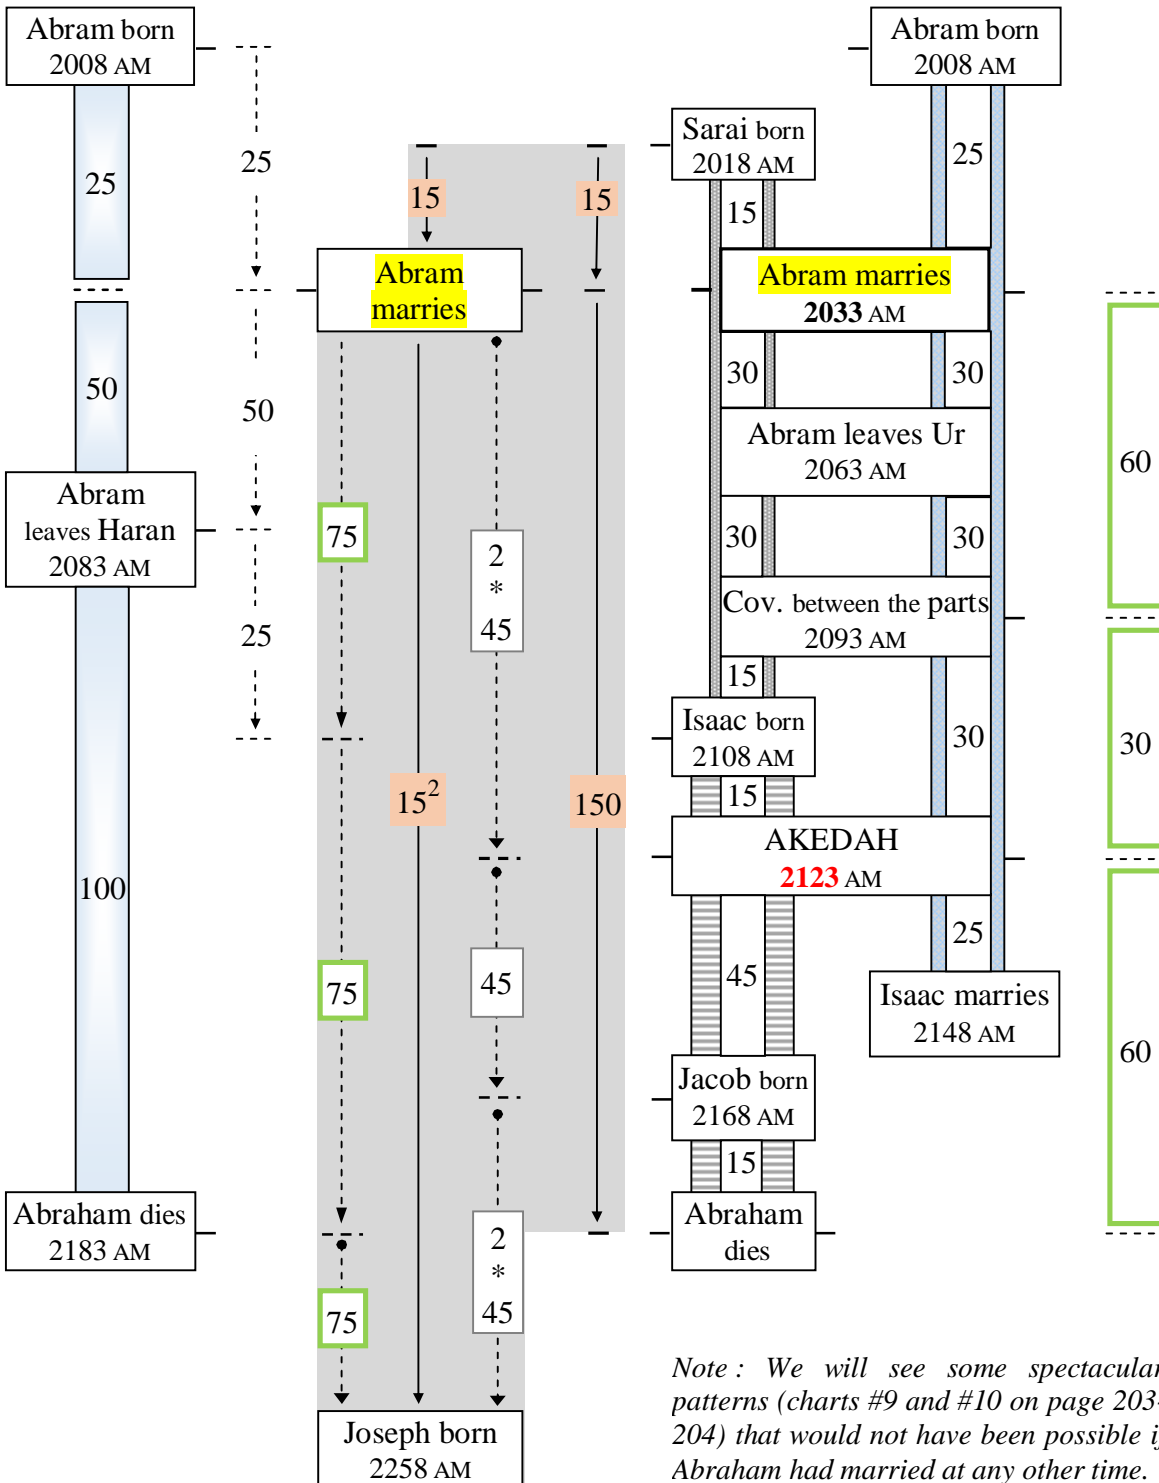 Abram born
2008 AM
25
50
Abram
leaves Haran
2083 AM
100
Abraham dies
2183 AM
25
50
25
15
15
Abram
marries
75
75
75
15²
2
*
45
45
2
*
45
150
Joseph born
2258 AM
Abram born
2008 AM
Sarai born
2018 AM
25
15
Abram marries
2033 AM
30
30
Abram leaves Ur
2063 AM
30
30
Cov. between the parts
2093 AM
15
Isaac born
2108 AM
30
15
AKEDAH
2123 AM
25
45
Isaac marries
2148 AM
Jacob born
2168 AM
15
Abraham
dies
60
30
60
Note : We will see some spectacular
patterns (charts #9 and #10 on page 203-
204) that would not have been possible if
Abraham had married at any other time.